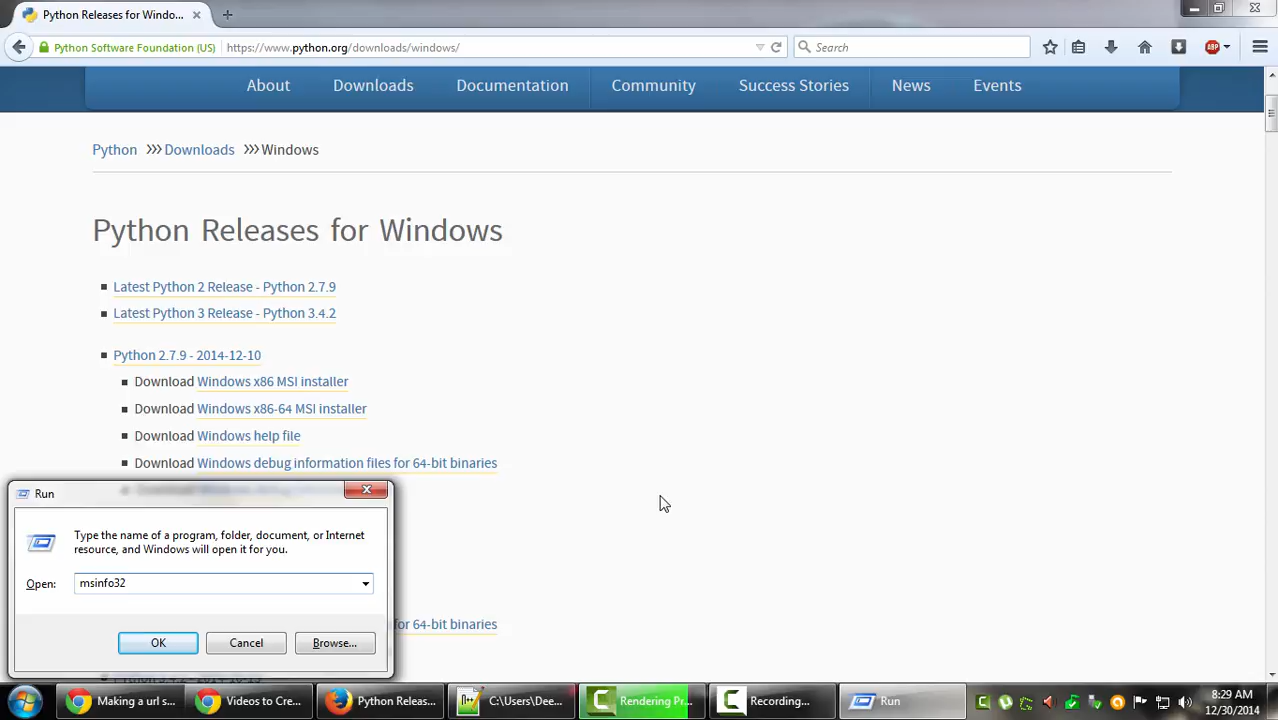 Python Releases for Windo...
Python Software Foundation (US)
https://www.python.org/downloads/windows/
Search
ABP
About
Downloads
Documentation
Community
Success Stories
News
Events
Python
Downloads
Windows
Python Releases for Windows
Latest Python 2 Release - Python 2.7.9
Latest Python 3 Release - Python 3.4.2
Python 2.7.9 - 2014-12-10
Download Windows x86 MSI installer
Download Windows x86-64 MSI installer
Download Windows help file
Download Windows debug information files for 64-bit binaries
Run
Type the name of a program, folder, document, or Internet
resource, and Windows will open it for you.
Open:
msinfo32
for 64-bit binaries
OK
Cancel
Browse...
Making a url s...
Videos to Cre...
Python Releas...
C:\Users\Dee...
Rendering Pr...
Recording...
Run
8:29 AM
12/30/2014